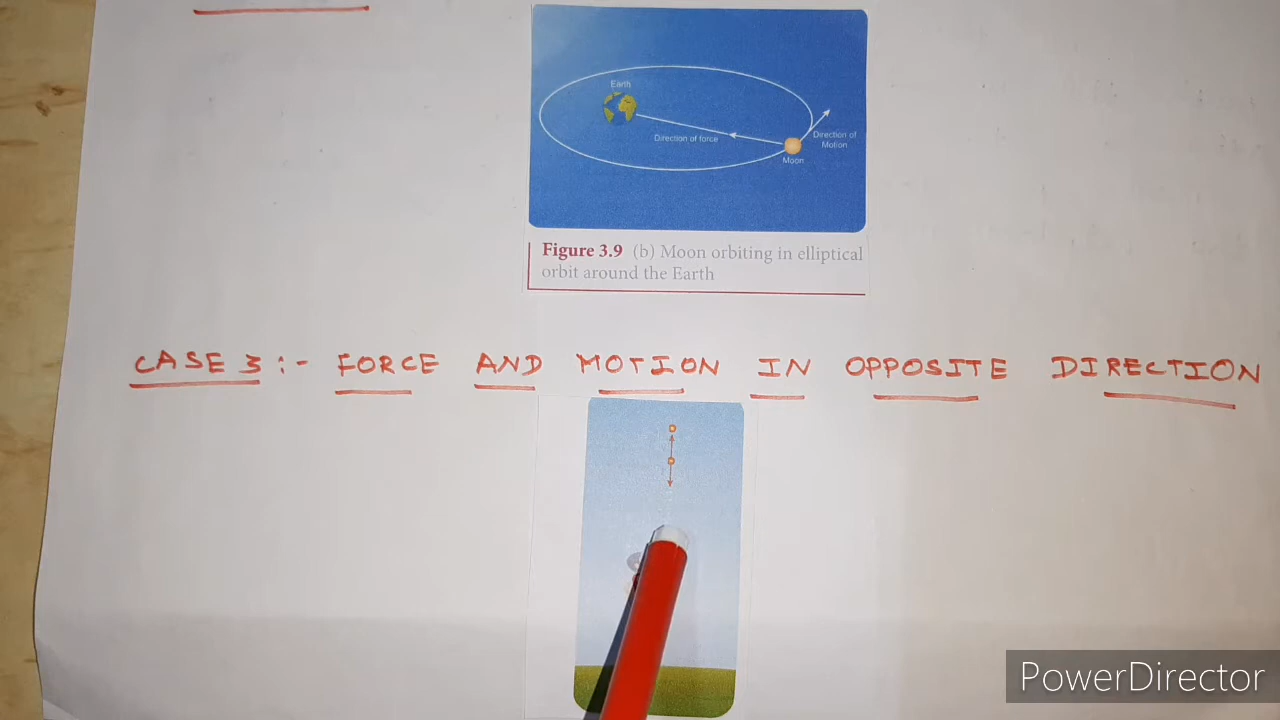 Earth
Direction of force
Direction of
Motion
Moon
Figure 3.9 (b) Moon orbiting in elliptical
orbit around the Earth
CASE 3 :- FORCE AND MOTION IN OPPOSITE DIRECTION
PowerDirector